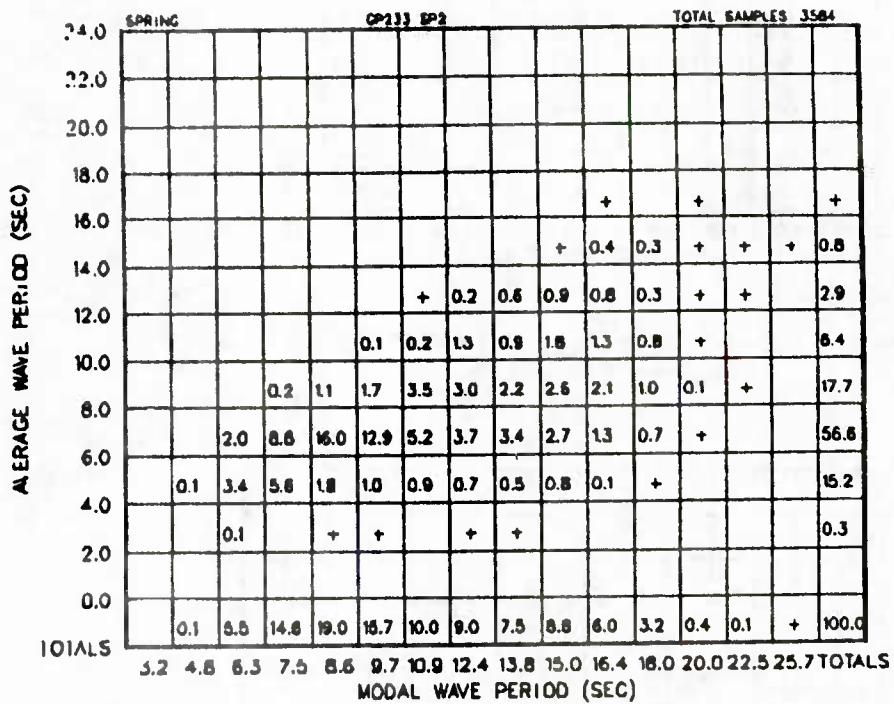 SPRING GP233 SP2 TOTAL SAMPLES 3584
24.0
22.0
20.0
18.0
+ + +
16.0
+ 0.4 0.3 + + + 0.8
14.0
+ 0.2 0.6 0.9 0.8 0.3 + + 2.9
12.0
0.1 0.2 1.3 0.9 1.8 1.3 0.8 + 6.4
10.0
0.2 1.1 1.7 3.5 3.0 2.2 2.6 2.1 1.0 0.1 + 17.7
8.0
2.0 8.8 16.0 12.9 5.2 3.7 3.4 2.7 1.3 0.7 + 56.6
6.0
0.1 3.4 5.6 1.8 1.0 0.9 0.7 0.5 0.8 0.1 + 15.2
4.0
0.1 + + + + 0.3
2.0
0.0
TOTALS 0.1 5.5 14.6 19.0 15.7 10.0 9.0 7.5 8.8 6.0 3.2 0.4 0.1 + 100.0
3.2 4.8 6.3 7.5 8.6 9.7 10.9 12.4 13.8 15.0 16.4 18.0 20.0 22.5 25.7 TOTALS
MODAL WAVE PERIOD (SEC)
AVERAGE WAVE PERIOD (SEC)